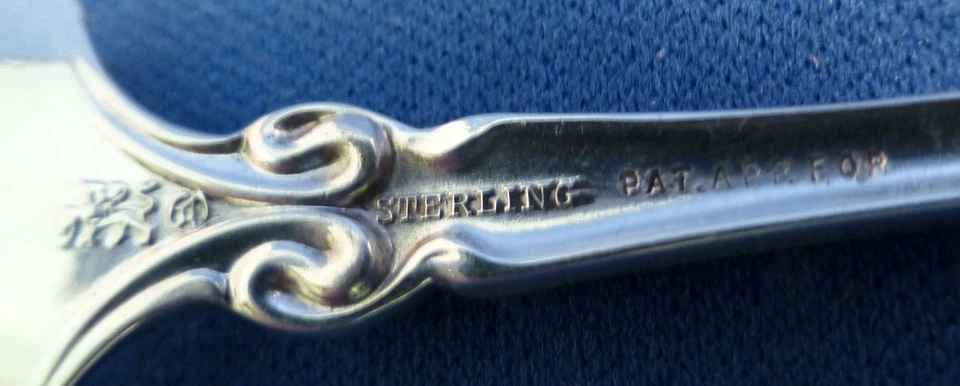 STERLING PAT. APP. FOR